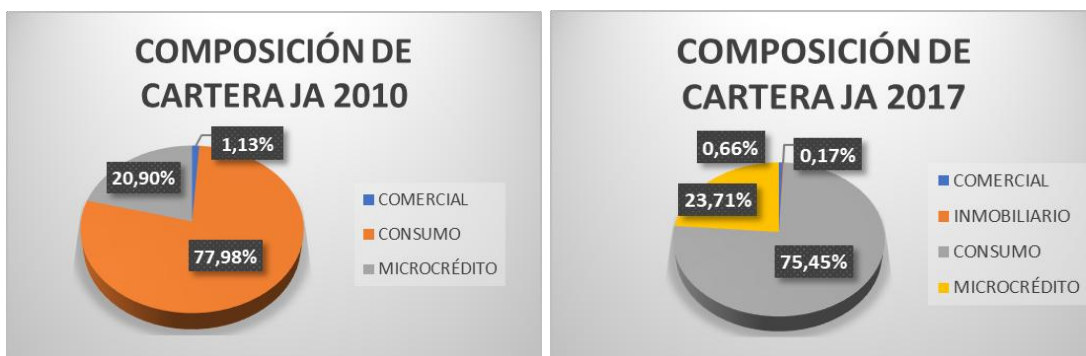 COMPOSICIÓN DE
CARTERA JA 2010
1,13%
20,90%
77,98%
COMERCIAL
CONSUMO
MICROCRÉDITO
COMPOSICIÓN DE
CARTERA JA 2017
0,66%
0,17%
23,71%
75,45%
COMERCIAL
INMOBILIARIO
CONSUMO
MICROCRÉDITO